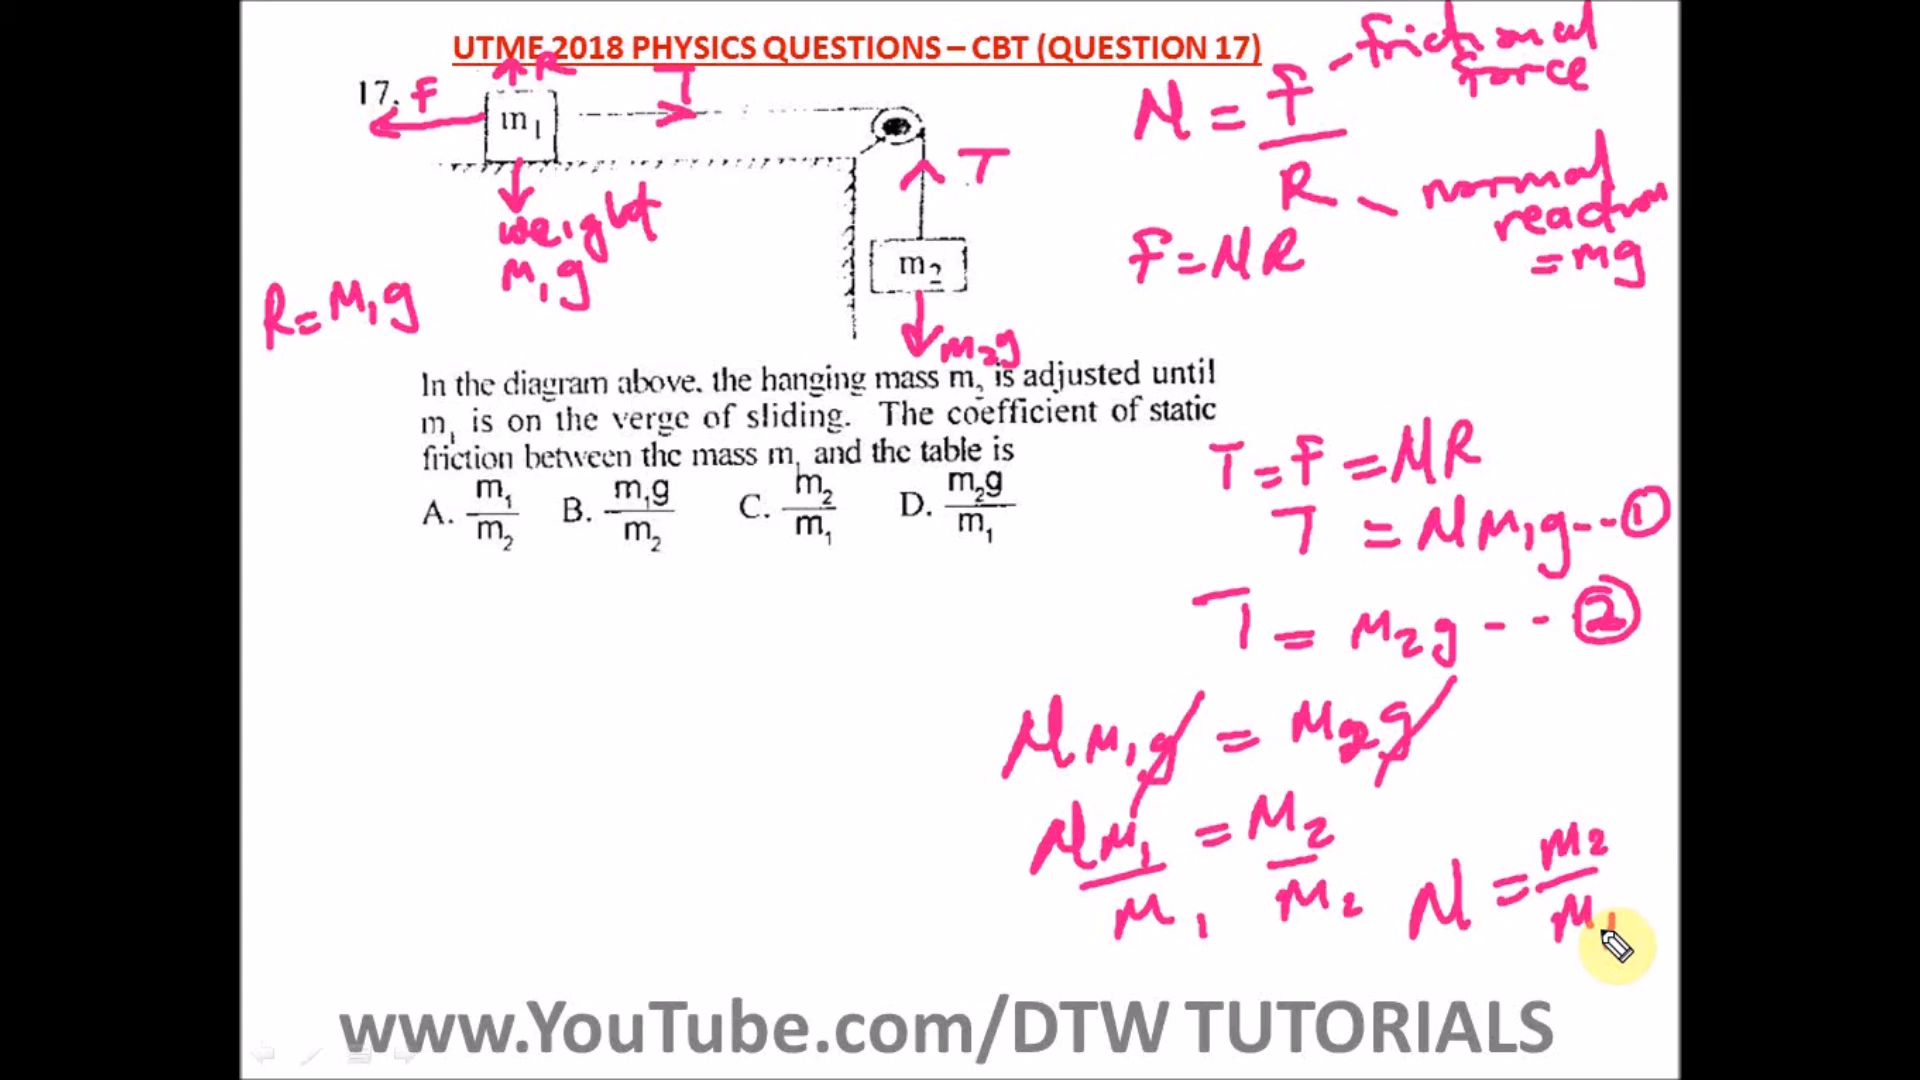 UTME 2018 PHYSICS QUESTIONS – CBT (QUESTION 17)
17.
F
R
T
m₁
weight
M₁g
R = M₁g
T
m₂
m₂g
μ = F/R
frictional force
normal reaction = mg
F = μR
In the diagram above, the hanging mass m₂ is adjusted until
m₁ is on the verge of sliding. The coefficient of static
friction between the mass m₁ and the table is
A. m₁/m₂ B. m₁g/m₂ C. m₂/m₁ D. m₂g/m₁
T = F = μR
T = μM₁g --①
T = M₂g --②
μM₁g = M₂g
μM₁/M₁ = M₂/M₂
μ = M₂/M₁
www.YouTube.com/DTW TUTORIALS